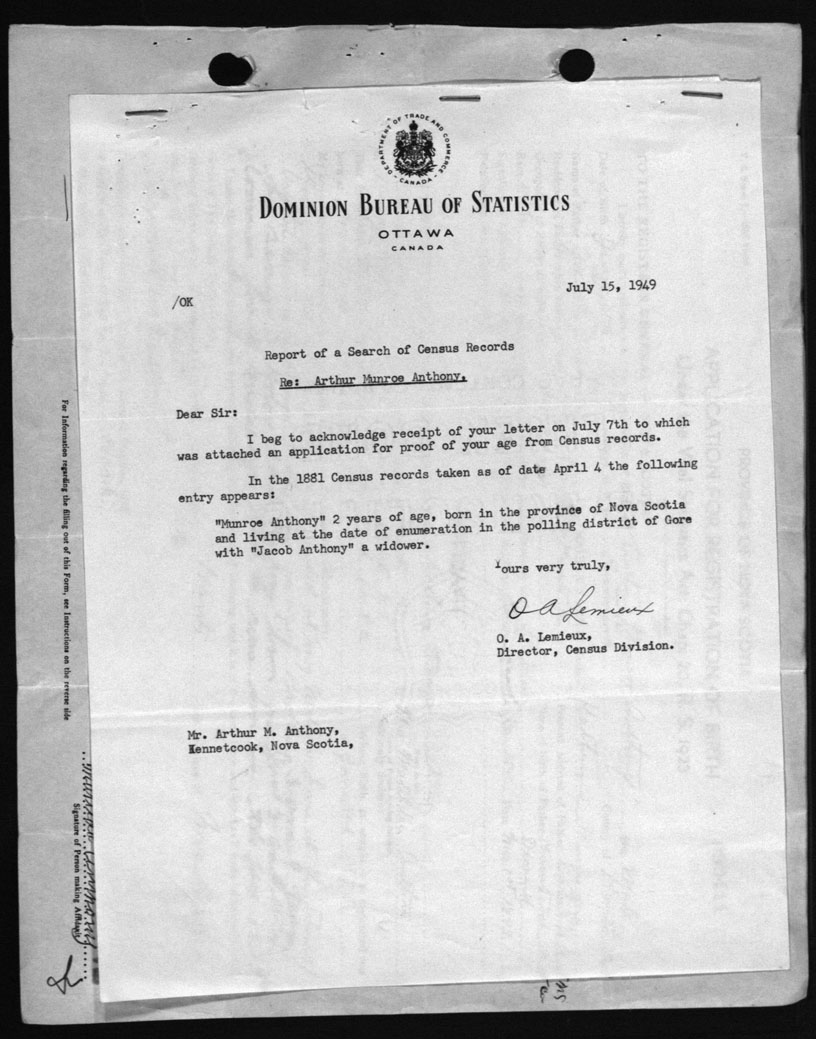 DEPARTMENT OF TRADE AND COMMERCE
- CANADA -
DOMINION BUREAU OF STATISTICS
OTTAWA
CANADA
July 15, 1949
/OK
Report of a Search of Census Records
Re: Arthur Munroe Anthony.
Dear Sir:
I beg to acknowledge receipt of your letter on July 7th to which
was attached an application for proof of your age from Census records.
In the 1881 Census records taken as of date April 4 the following
entry appears:
"Munroe Anthony" 2 years of age, born in the province of Nova Scotia
and living at the date of enumeration in the polling district of Gore
with "Jacob Anthony" a widower.
Yours very truly,
O A Lemieux
O. A. Lemieux,
Director, Census Division.
Mr. Arthur M. Anthony,
Kennetcook, Nova Scotia,
For Information regarding the filling out of this Form, see Instructions on the reverse side
Signature of Person making Affidavit